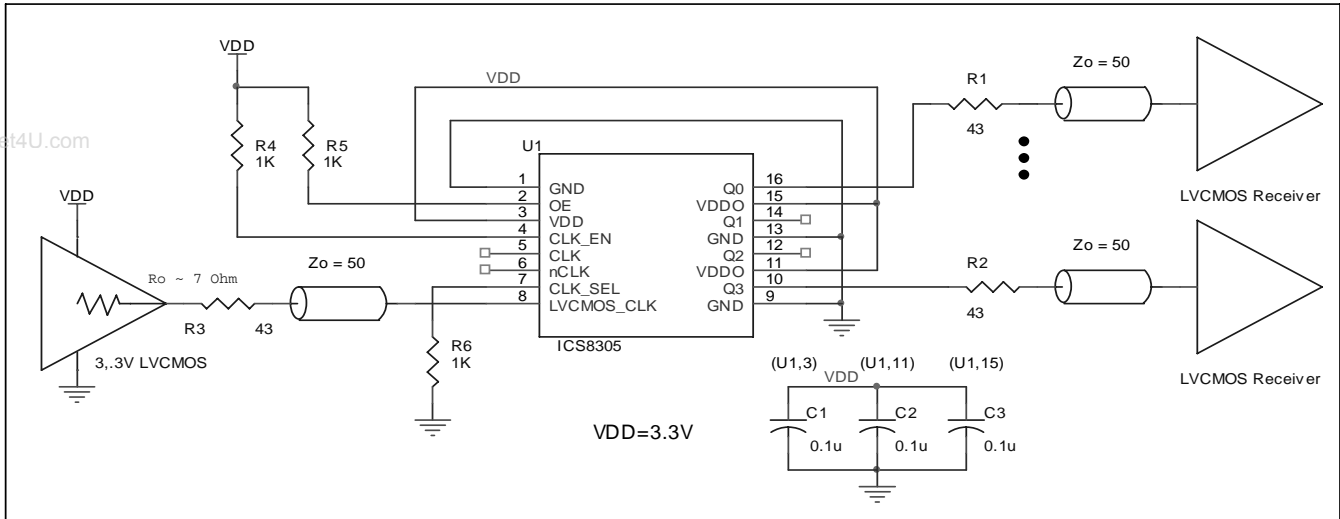 VDD
VDD
Zo = 50
R1
43
et4U.com
R4
1K
R5
1K
U1
LVCMOS Receiver
1
GND
2
OE
3
VDD
4
CLK_EN
5
CLK
6
nCLK
7
CLK_SEL
8
LVCMOS_CLK
16
Q0
15
VDDO
14
Q1
13
GND
12
Q2
11
VDDO
10
Q3
9
GND
ICS8305
VDD
Ro ~ 7 Ohm
R3
43
Zo = 50
3,.3V LVCMOS
R6
1K
Zo = 50
R2
43
LVCMOS Receiver
VDD=3.3V
(U1,3)
(U1,11)
(U1,15)
VDD
C1
0.1u
C2
0.1u
C3
0.1u